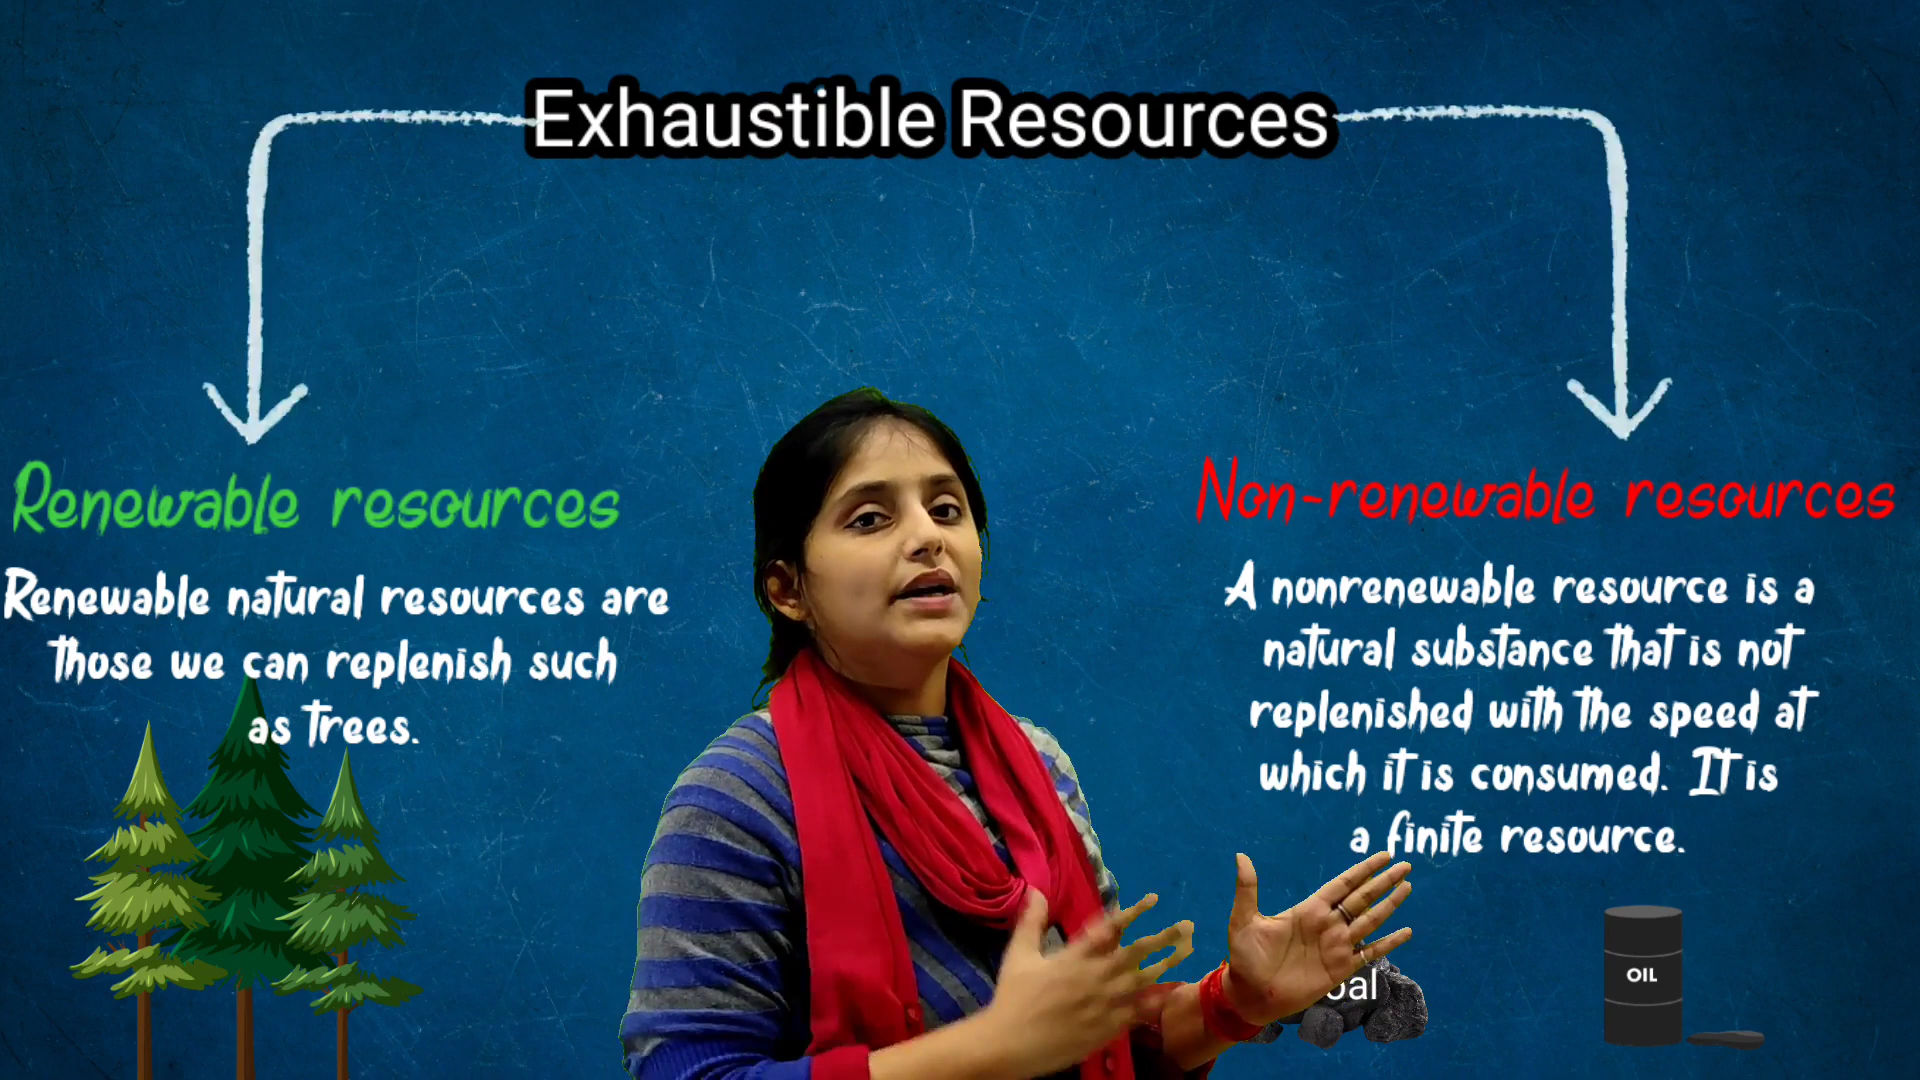 Exhaustible Resources
Renewable resources
Renewable natural resources are
those we can replenish such
as trees.
Non-renewable resources
A nonrenewable resource is a
natural substance that is not
replenished with the speed at
which it is consumed. It is
a finite resource.
OIL